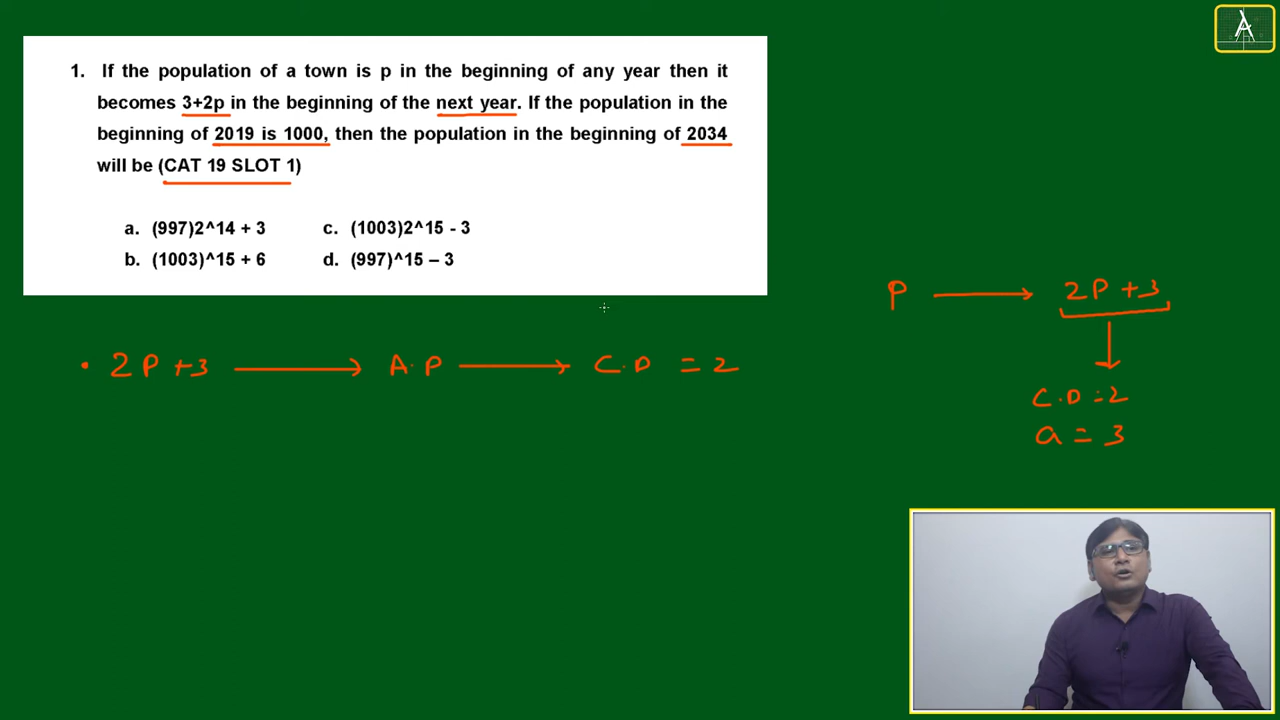 1. If the population of a town is p in the beginning of any year then it
becomes 3+2p in the beginning of the next year. If the population in the
beginning of 2019 is 1000, then the population in the beginning of 2034
will be (CAT 19 SLOT 1)
a. (997)2^14 + 3 c. (1003)2^15 - 3
b. (1003)^15 + 6 d. (997)^15 – 3
P → 2P + 3
C.D = 2
a = 3
• 2P + 3 → A.P → C.D = 2